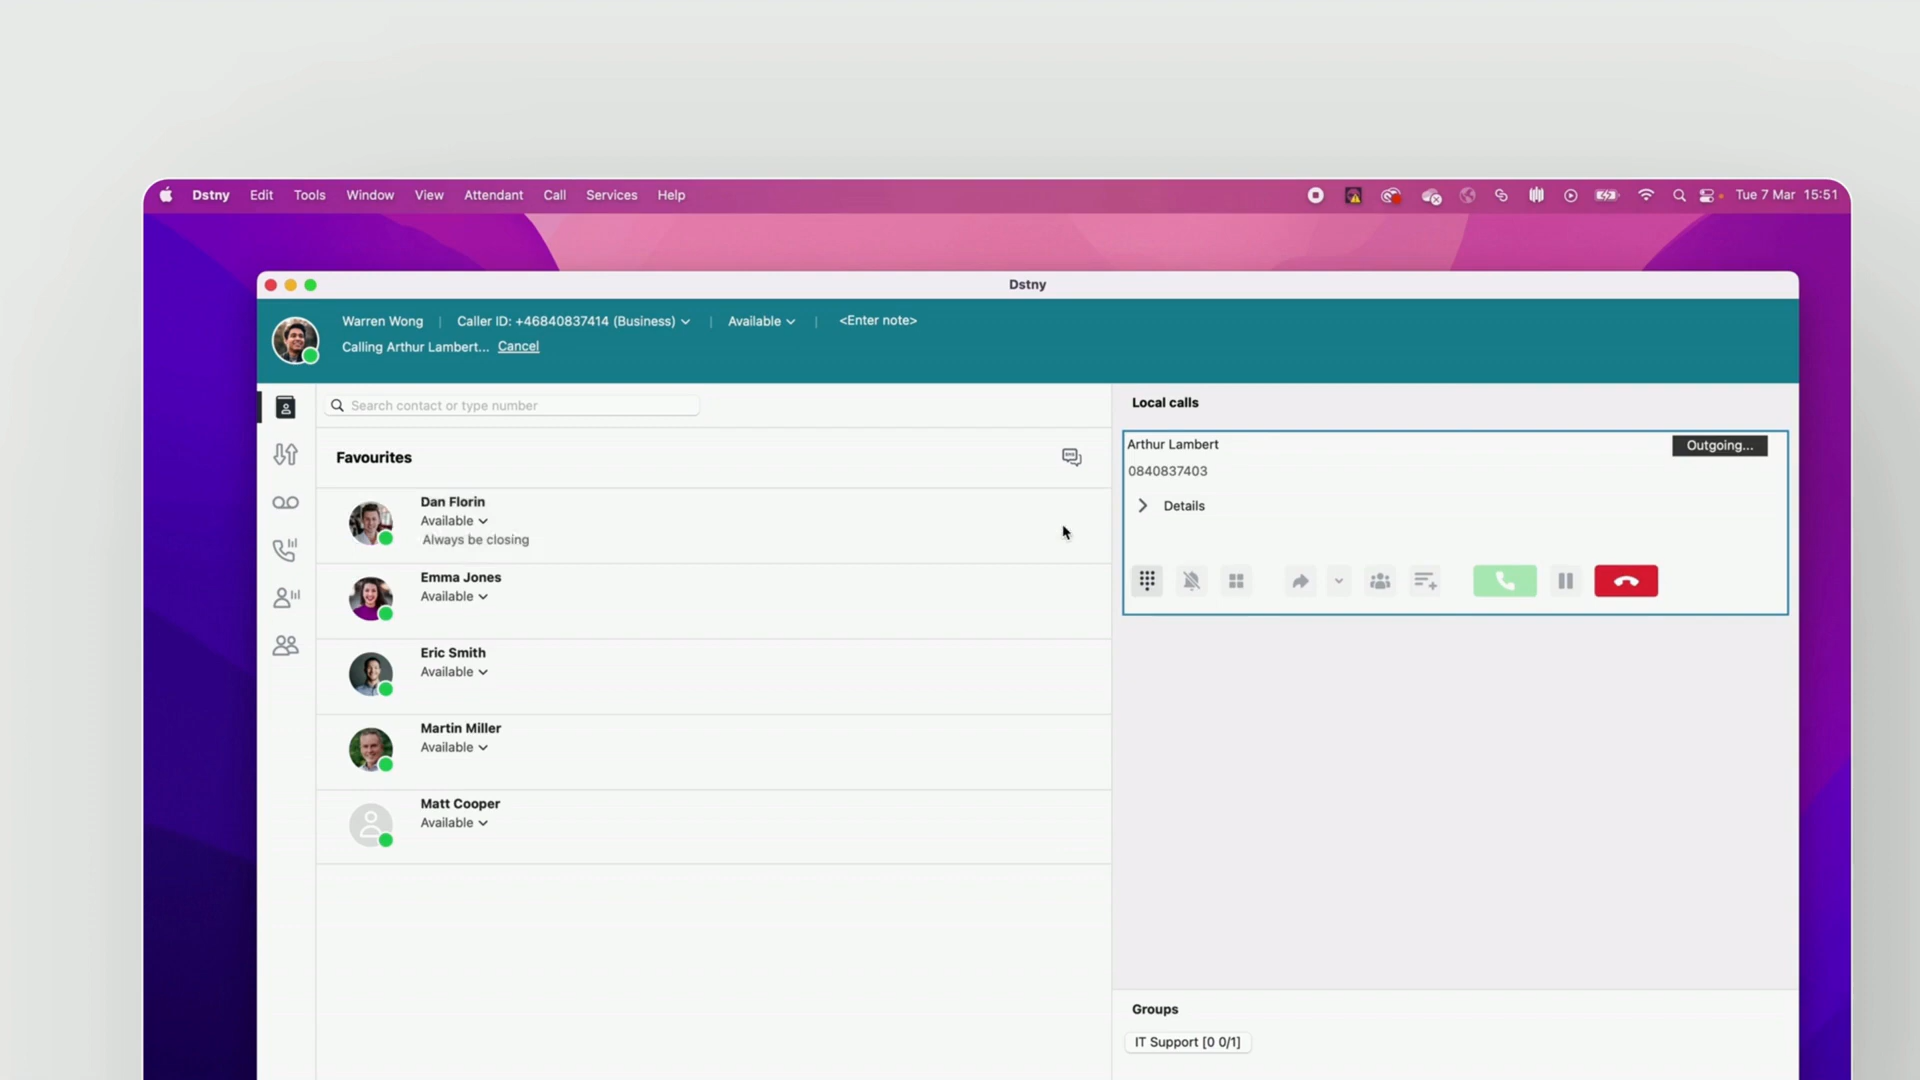 Dstny Edit Tools Window View Attendant Call Services Help Tue 7 Mar 15:51
Dstny
Warren Wong | Caller ID: +46840837414 (Business) | Available | <Enter note>
Calling Arthur Lambert... Cancel
Search contact or type number
Favourites
Dan Florin
Available
Always be closing
Emma Jones
Available
Eric Smith
Available
Martin Miller
Available
Matt Cooper
Available
Local calls
Arthur Lambert Outgoing...
0840837403
Details
Groups
IT Support [0 0/1]